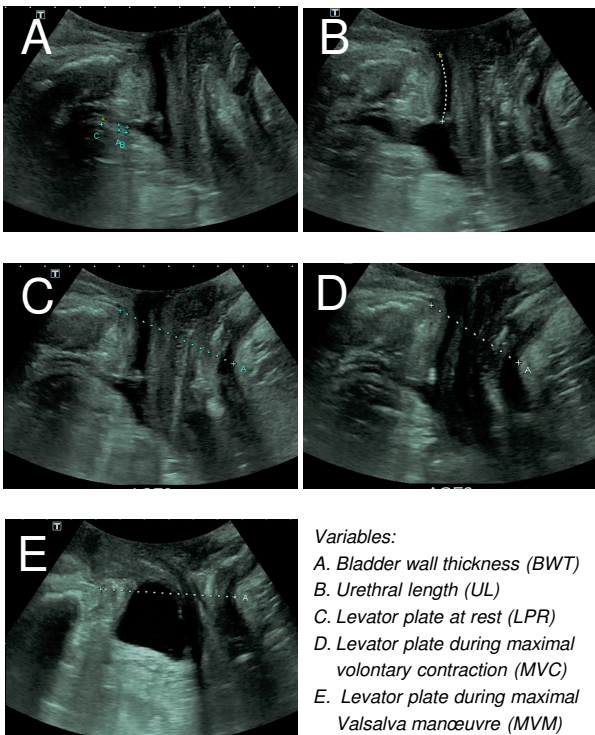 A
T
C
AB
B
T
C
T
A
D
A
E
T
A
Variables:
A. Bladder wall thickness (BWT)
B. Urethral length (UL)
C. Levator plate at rest (LPR)
D. Levator plate during maximal
volontary contraction (MVC)
E. Levator plate during maximal
Valsalva manœuvre (MVM)